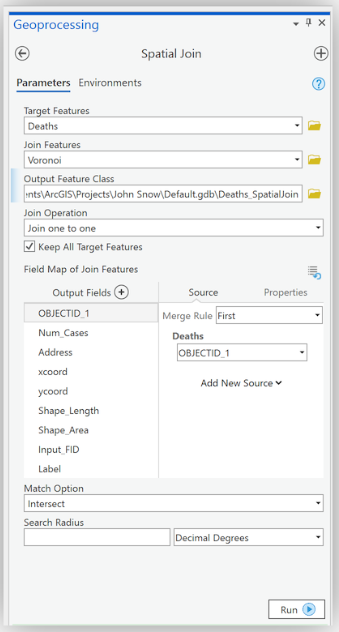 Geoprocessing
Spatial Join
Parameters Environments
Target Features
Deaths
Join Features
Voronoi
Output Feature Class
nts\ArcGIS\Projects\John Snow\Default.gdb\Deaths_SpatialJoin
Join Operation
Join one to one
Keep All Target Features
Field Map of Join Features
Output Fields Source Properties
OBJECTID_1
Merge Rule First
Num_Cases
Deaths
Address
OBJECTID_1
xcoord
ycoord
Add New Source
Shape_Length
Shape_Area
Input_FID
Label
Match Option
Intersect
Search Radius
Decimal Degrees
Run